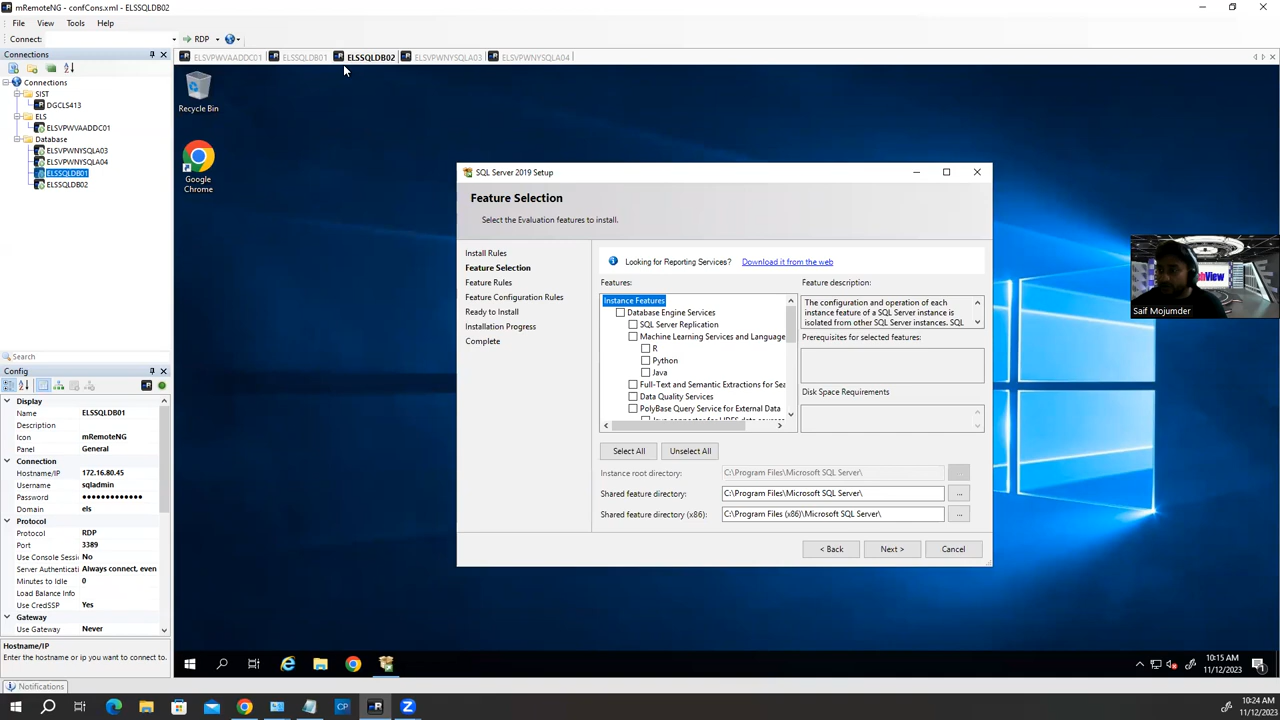 mRemoteNG - confCons.xml - ELSSQLDB02
File View Tools Help
Connect: RDP
Connections
ELSVPWVAADDC01 ELSSQLDB01 ELSSQLDB02 ELSVPWNYSQLA03 ELSVPWNYSQLA04
Connections
SIST
DGCLS413
ELS
ELSVPWVAADDC01
Database
ELSVPWNYSQLA03
ELSVPWNYSQLA04
ELSSQLDB01
ELSSQLDB02
Search
Config
Display
Name ELSSQLDB01
Description
Icon mRemoteNG
Panel General
Connection
Hostname/IP 172.16.80.45
Username sqladmin
Password ••••••••••••
Domain els
Protocol
Protocol RDP
Port 3389
Use Console Sessi No
Server Authenticati Always connect, even
Minutes to Idle 0
Load Balance Info
Use CredSSP Yes
Gateway
Use Gateway Never
Hostname/IP
Enter the hostname or ip you want to connect to.
Notifications
Recycle Bin
Google
Chrome
SQL Server 2019 Setup
Feature Selection
Select the Evaluation features to install.
Install Rules
Feature Selection
Feature Rules
Feature Configuration Rules
Ready to Install
Installation Progress
Complete
Looking for Reporting Services? Download it from the web
Features:
Instance Features
Database Engine Services
SQL Server Replication
Machine Learning Services and Language
R
Python
Java
Full-Text and Semantic Extractions for Sea
Data Quality Services
PolyBase Query Service for External Data
Feature description:
The configuration and operation of each
instance feature of a SQL Server instance is
isolated from other SQL Server instances. SQL
Prerequisites for selected features:
Disk Space Requirements
Select All Unselect All
Instance root directory: C:\Program Files\Microsoft SQL Server\ ...
Shared feature directory: C:\Program Files\Microsoft SQL Server\ ...
Shared feature directory (x86): C:\Program Files (x86)\Microsoft SQL Server\ ...
< Back Next > Cancel
Saif Mojumder
10:15 AM
11/12/2023
10:24 AM
11/12/2023